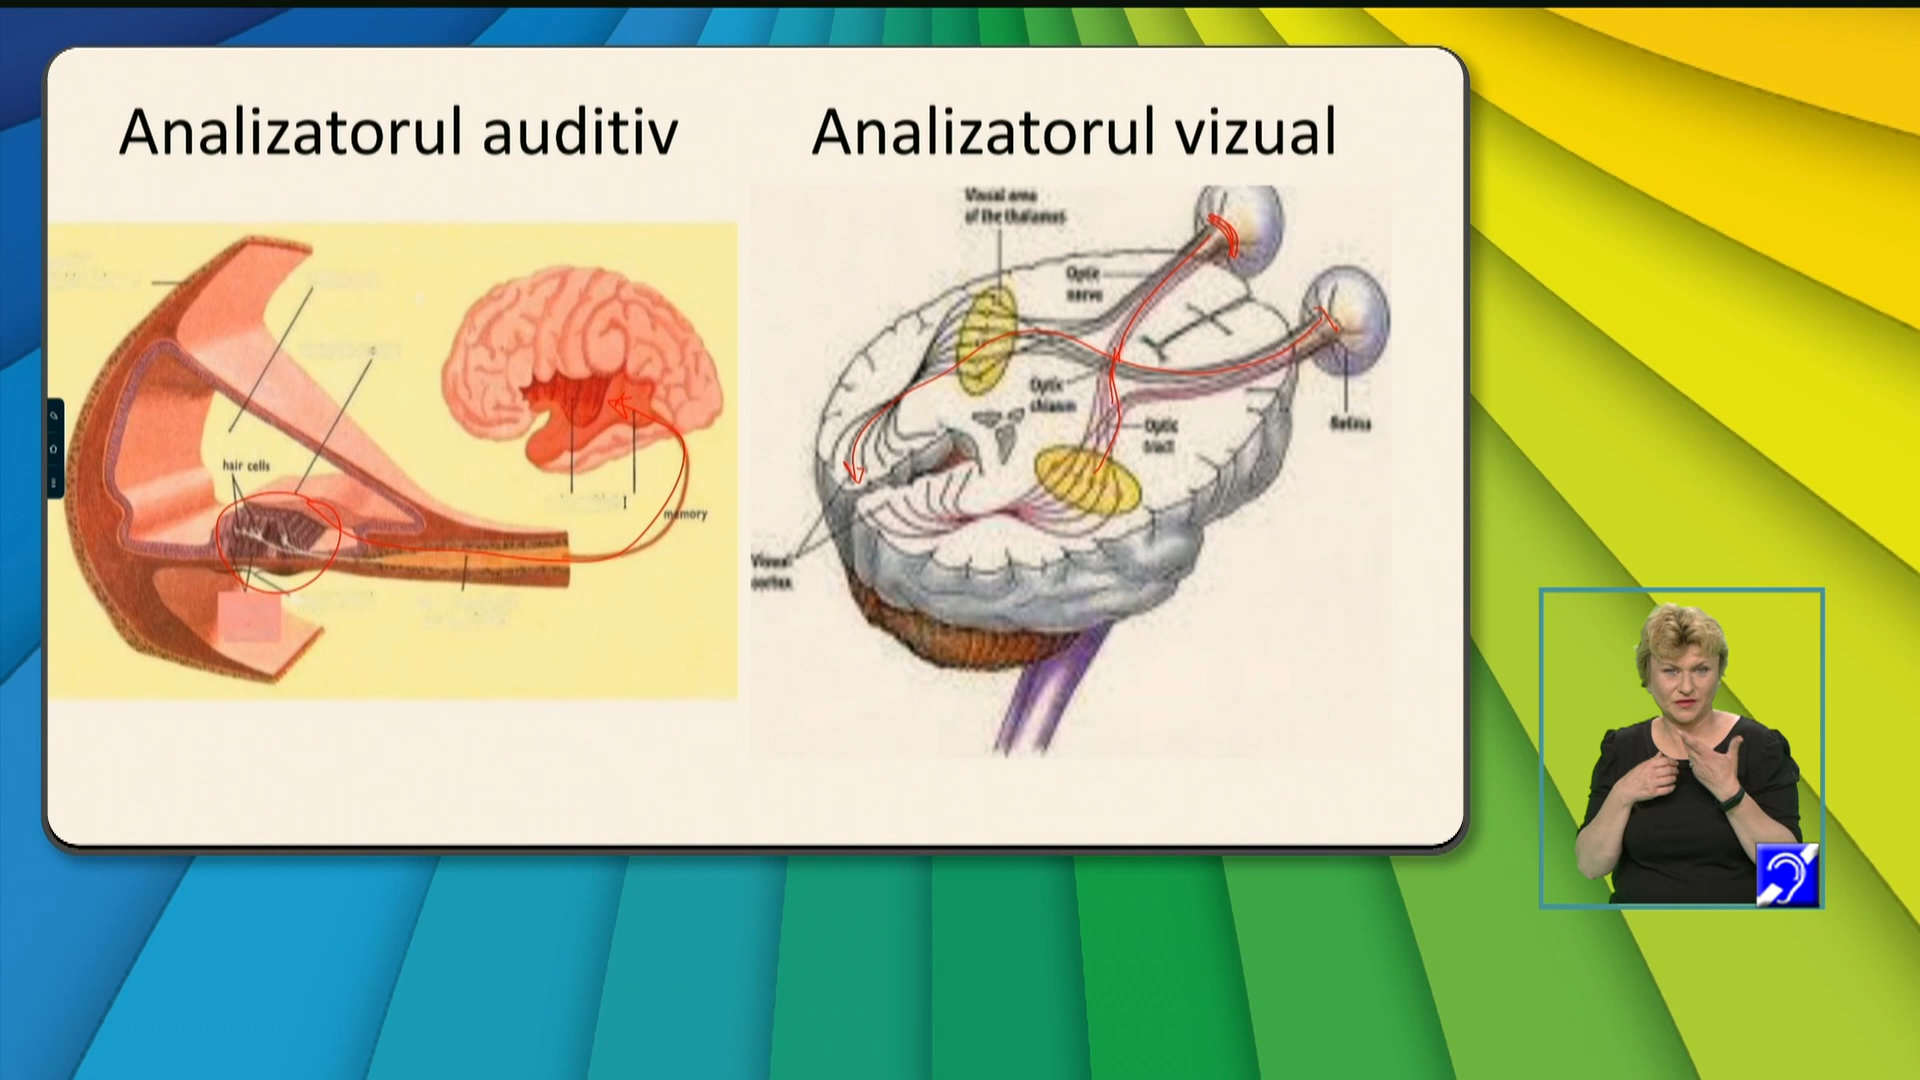 Analizatorul auditiv
Analizatorul vizual
hair cells
memory
Visual area
of the thalamus
Optic
nerve
Optic
chiasm
Optic
tract
Retina
Visual
cortex